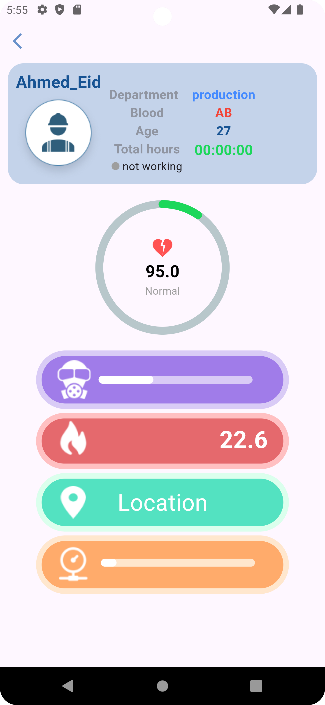 5:55
Ahmed_Eid
Department production
Blood AB
Age 27
Total hours 00:00:00
not working
95.0
Normal
22.6
Location